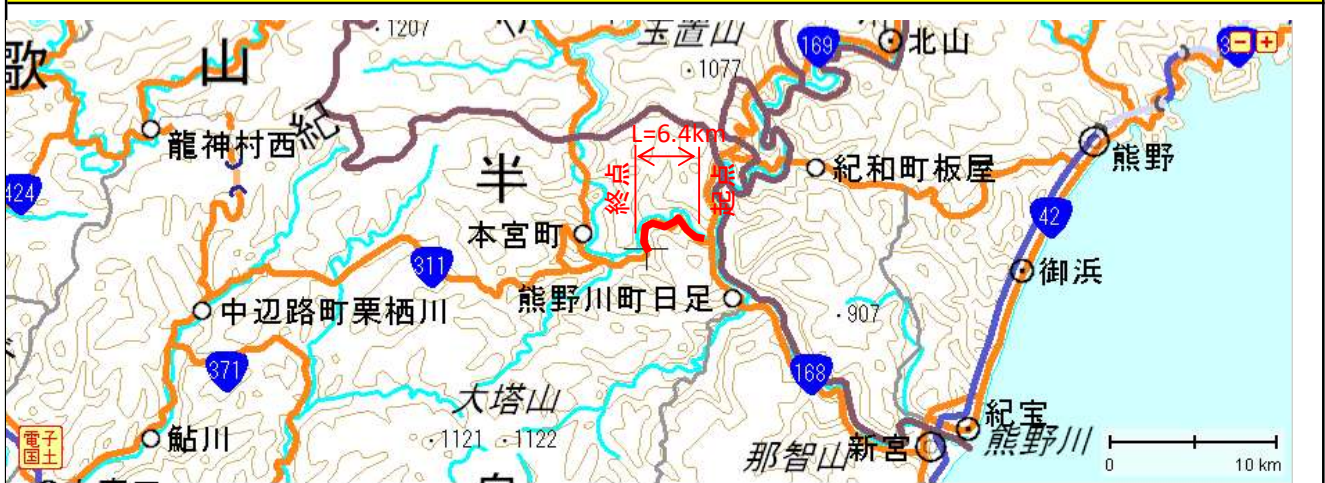 ・1207
玉置山
169
北山
歌
山
・1077
L=6.4km
紀
龍神村西
熊野
半
終点
起点
紀和町板屋
424
42
本宮町
311
御浜
熊野川町日足
中辺路町栗栖川
・907
371
168
大塔山
紀宝
電子
国土
鮎川
・1121
・1122
那智山
新宮
熊野川
0
10 km